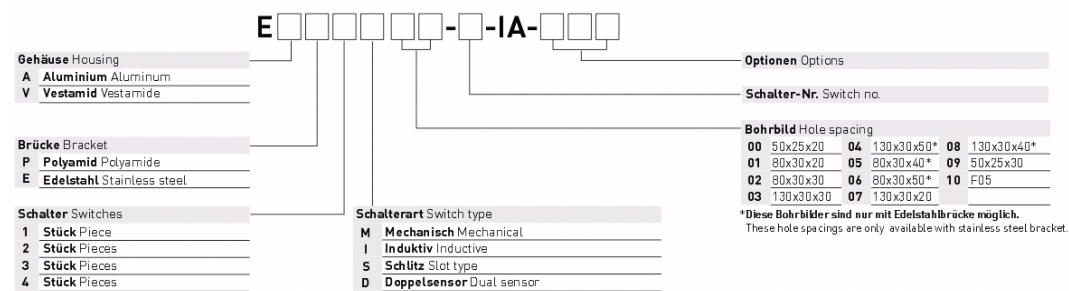 E□□□□ □□-□-IA-□□□
Gehäuse Housing
A Aluminium Aluminum
V Vestamid Vestamide
Brücke Bracket
P Polyamid Polyamide
E Edelstahl Stainless steel
Schalter Switches
1 Stück Piece
2 Stück Pieces
3 Stück Pieces
4 Stück Pieces
Schalterart Switch type
M Mechanisch Mechanical
I Induktiv Inductive
S Schlitz Slot type
D Doppelsensor Dual sensor
Optionen Options
Schalter-Nr. Switch no.
Bohrbild Hole spacing
00 50x25x20 04 130x30x50* 08 130x30x40*
01 80x30x20 05 80x30x40* 09 50x25x30
02 80x30x30 06 80x30x50* 10 F05
03 130x30x30 07 130x30x20
*Diese Bohrbilder sind nur mit Edelstahlbrücke möglich.
These hole spacings are only available with stainless steel bracket.